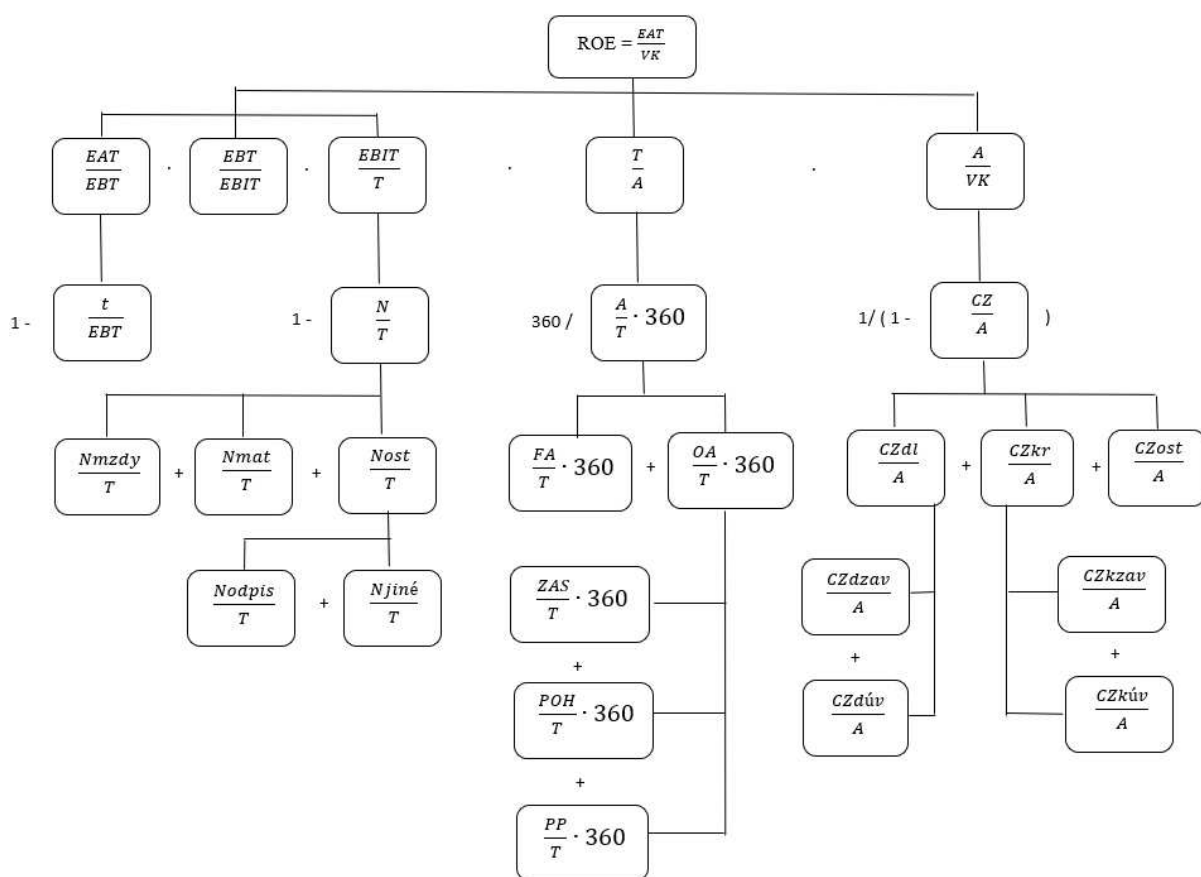 ROE = EAT/VK
EAT/EBT · EBT/EBIT · EBIT/T · T/A · A/VK
1 - t/EBT 1 - N/T 360 / A/T · 360 1/ ( 1 - CZ/A )
Nmzdy/T + Nmat/T + Nost/T FA/T · 360 + OA/T · 360 CZdl/A + CZkr/A + CZost/A
Nodpis/T + Njiné/T ZAS/T · 360 CZdzav/A CZkzav/A
+ + +
POH/T · 360 CZdúv/A CZkúv/A
+
PP/T · 360